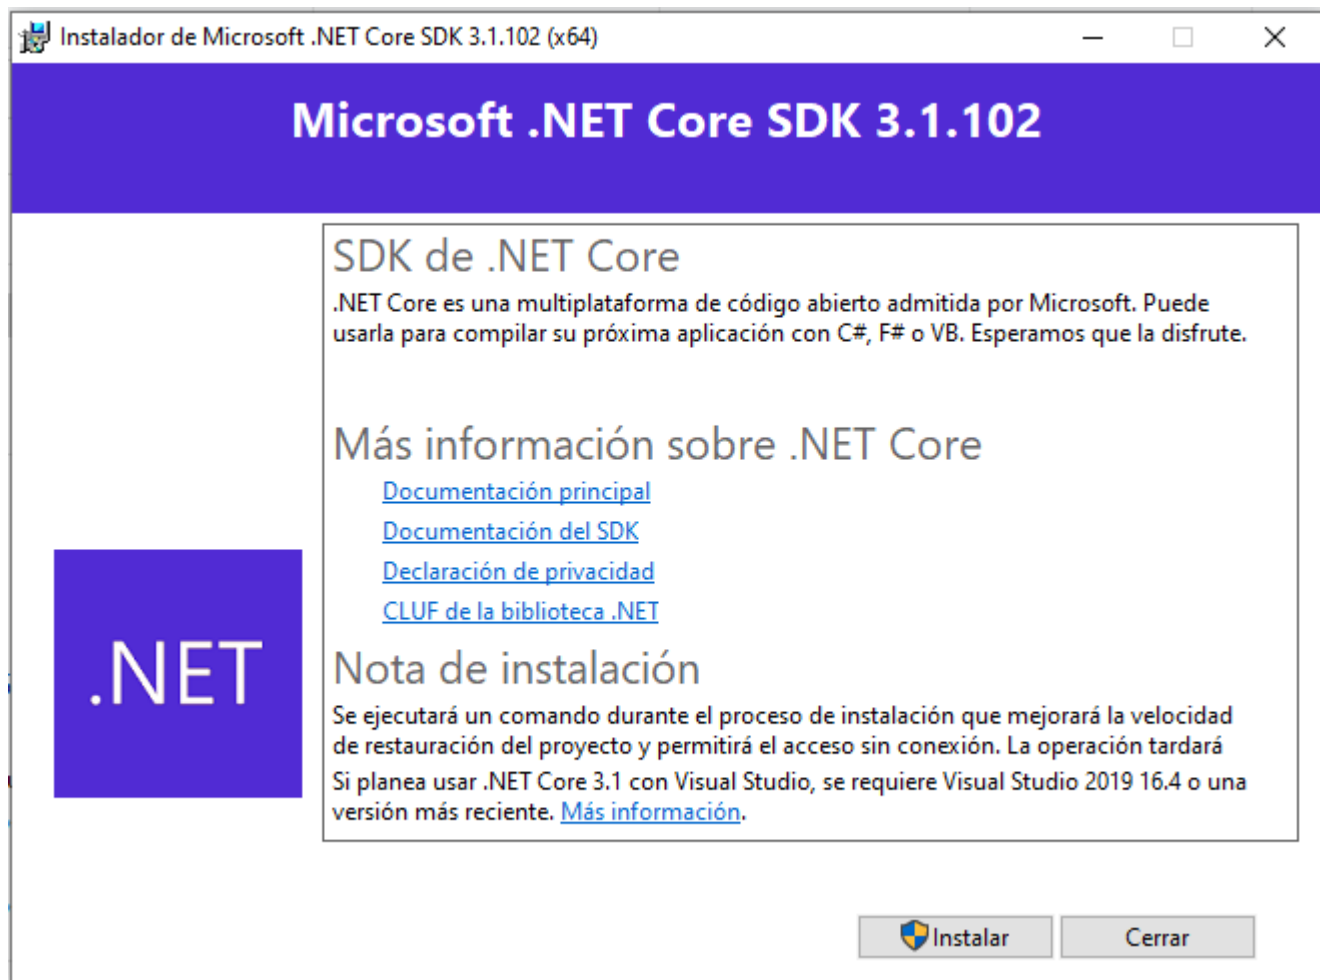 Instalador de Microsoft .NET Core SDK 3.1.102 (x64)
Microsoft .NET Core SDK 3.1.102
SDK de .NET Core
.NET Core es una multiplataforma de código abierto admitida por Microsoft. Puede
usarla para compilar su próxima aplicación con C#, F# o VB. Esperamos que la disfrute.
Más información sobre .NET Core
Documentación principal
Documentación del SDK
Declaración de privacidad
CLUF de la biblioteca .NET
.NET
Nota de instalación
Se ejecutará un comando durante el proceso de instalación que mejorará la velocidad
de restauración del proyecto y permitirá el acceso sin conexión. La operación tardará
Si planea usar .NET Core 3.1 con Visual Studio, se requiere Visual Studio 2019 16.4 o una
versión más reciente. Más información.
Instalar
Cerrar